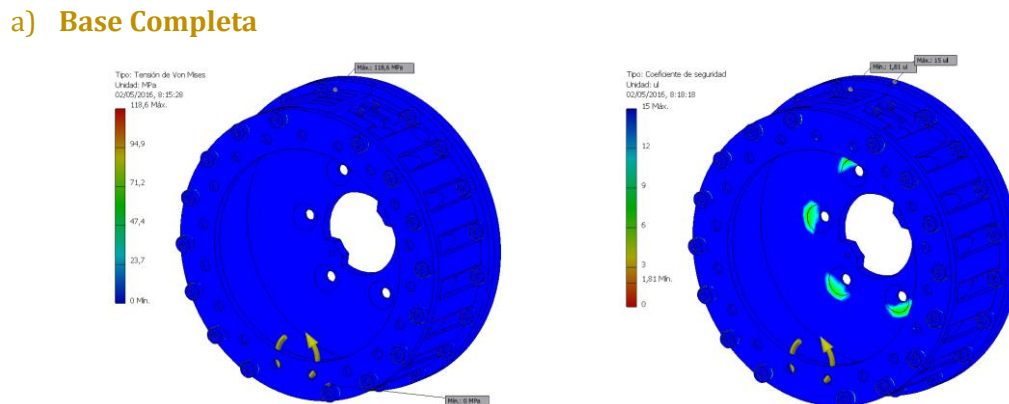 a) Base Completa
Tipo: Tensión de Von Mises
Unidad: MPa
02/05/2016, 8:15:28
118,6 Máx.
94,9
71,2
47,4
23,7
0 Mín.
Máx.: 118,6 MPa
Mín.: 0 MPa
Tipo: Coeficiente de seguridad
Unidad: ul
02/05/2016, 8:18:18
15 Máx.
12
9
6
3
1,81 Mín.
0
Mín.: 1,81 ul
Máx.: 15 ul